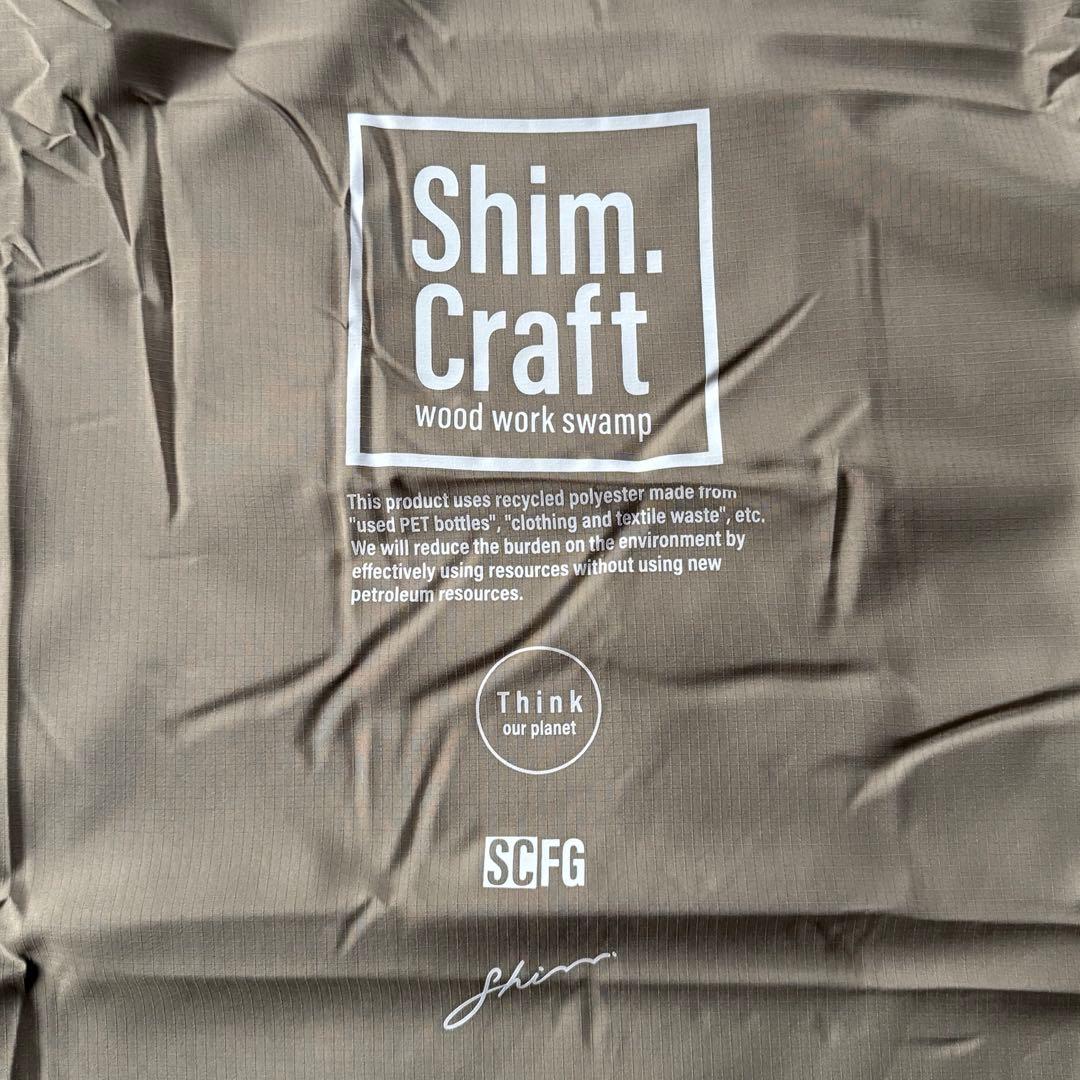 Shim.
Craft
wood work swamp
This product uses recycled polyester made from
"used PET bottles", "clothing and textile waste", etc.
We will reduce the burden on the environment by
effectively using resources without using new
petroleum resources.
Think
our planet
SCFG
Shim.